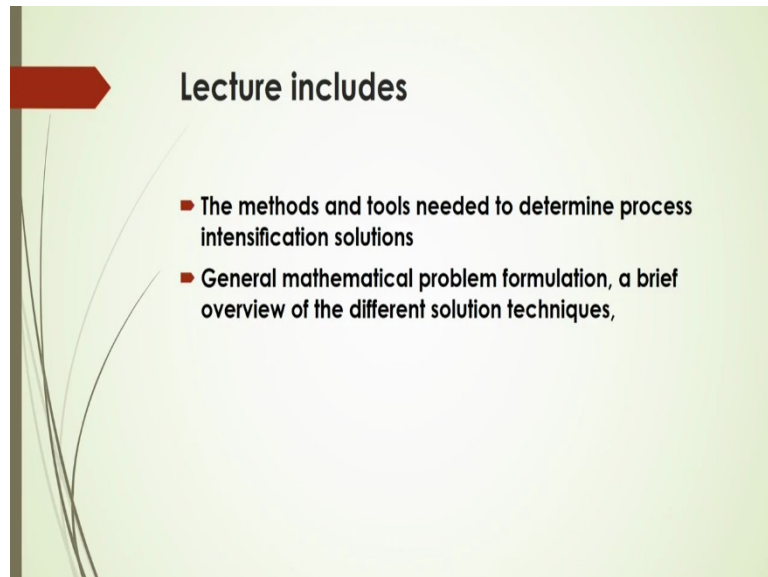 Lecture includes
The methods and tools needed to determine process
intensification solutions
General mathematical problem formulation, a brief
overview of the different solution techniques,